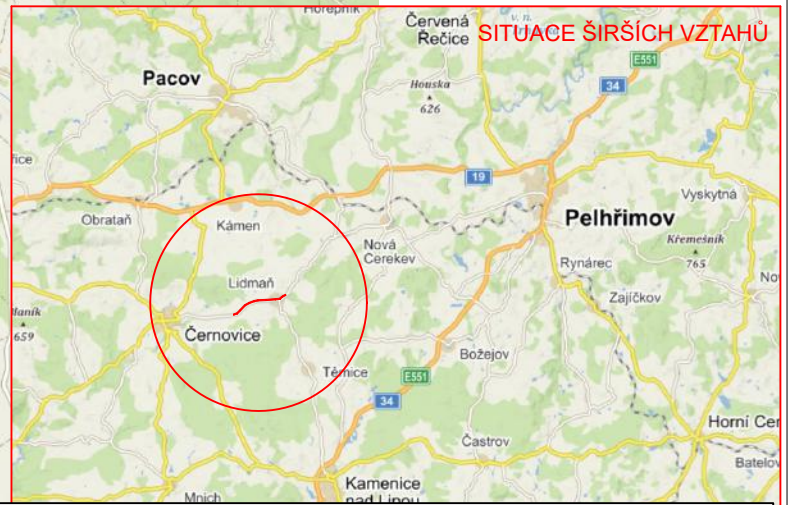 Hořepník
Červená
Řečice
SITUACE ŠIRŠÍCH VZTAHŮ
E551
Pacov
Houska
626
34
19
Vyskytná
Pelhřimov
Obrataň
Kámen
Křemešník
765
Nová
Cerekev
Rynárec
Lidmaň
Zajíčkov
659
Černovice
Božejov
Těmice
E551
34
Horní Cer
Častrov
Batelov
Kamenice
nad Lipou
Mnich